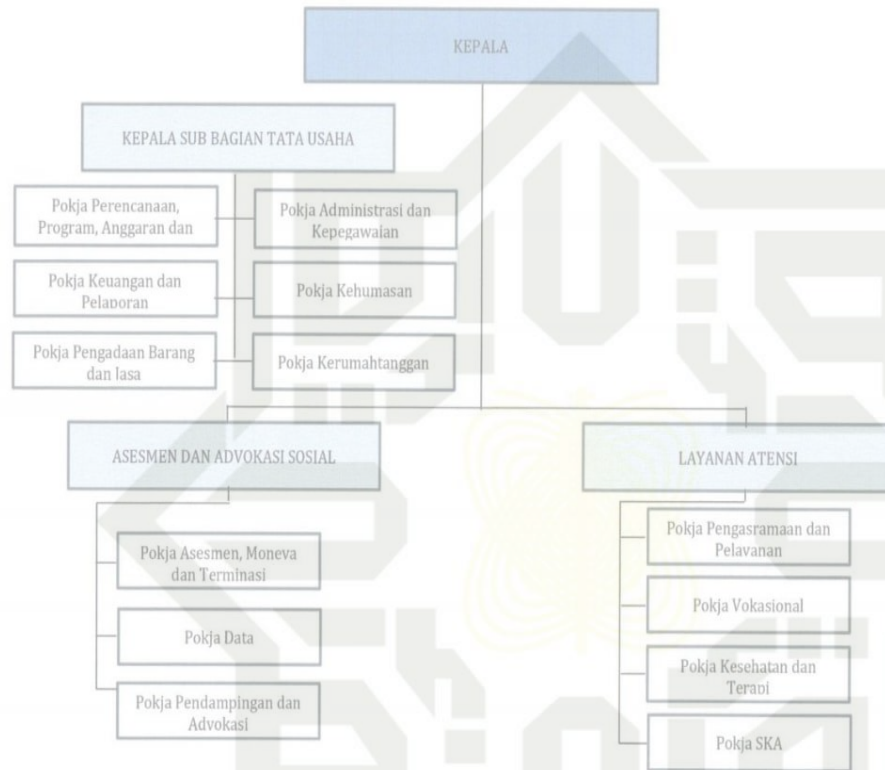 KEPALA
KEPALA SUB BAGIAN TATA USAHA
Pokja Perencanaan,
Program, Anggaran dan
Pokja Administrasi dan
Kepegawaian
Pokja Keuangan dan
Pelaporan
Pokja Kehumasan
Pokja Pengadaan Barang
dan Jasa
Pokja Kerumahtanggan
ASESMEN DAN ADVOKASI SOSIAL
LAYANAN ATENSI
Pokja Asesmen, Moneva
dan Terminasi
Pokja Data
Pokja Pendampingan dan
Advokasi
Pokja Pengasramaan dan
Pelayanan
Pokja Vokasional
Pokja Kesehatan dan
Terapi
Pokja SKA